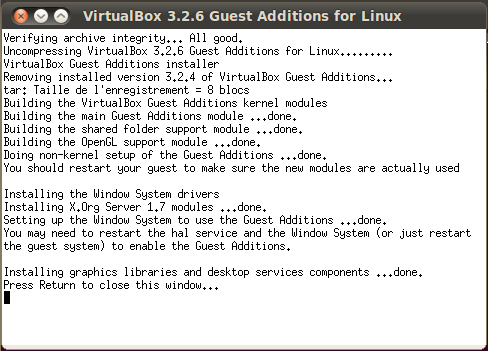 VirtualBox 3.2.6 Guest Additions for Linux
Verifying archive integrity... All good.
Uncompressing VirtualBox 3.2.6 Guest Additions for Linux.........
VirtualBox Guest Additions installer
Removing installed version 3.2.4 of VirtualBox Guest Additions...
tar: Taille de l'enregistrement = 8 blocs
Building the VirtualBox Guest Additions kernel modules
Building the main Guest Additions module ...done.
Building the shared folder support module ...done.
Building the OpenGL support module ...done.
Doing non-kernel setup of the Guest Additions ...done.
You should restart your guest to make sure the new modules are actually used
Installing the Window System drivers
Installing X.Org Server 1.7 modules ...done.
Setting up the Window System to use the Guest Additions ...done.
You may need to restart the hal service and the Window System (or just restart
the guest system) to enable the Guest Additions.
Installing graphics libraries and desktop services components ...done.
Press Return to close this window...